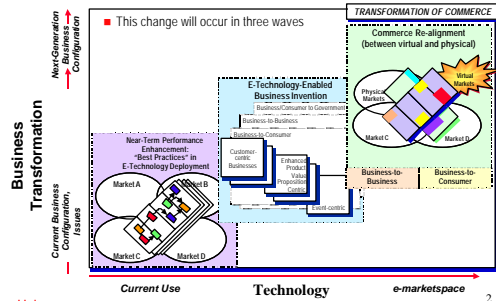 TRANSFORMATION OF COMMERCE
This change will occur in three waves
Next-Generation
Business
Configuration
Commerce Re-alignment
(between virtual and physical)
Virtual
Markets
Physical
Markets
Market C
Market D
Business-to-
Business
Business-to-
Consumer
E-Technology-Enabled
Business Invention
Business/Consumer to Government
Business-to-Business
Business-to-Consumer
Customer-
centric
Businesses
Enhanced
Product
Value
Proposition
Centric
Event-centric
Near-Term Performance
Enhancement:
"Best Practices" in
E-Technology Deployment
Market A
Market B
Market C
Market D
Business
Transformation
Current Business
Configuration,
Issues
Current Use
Technology
e-marketspace
2